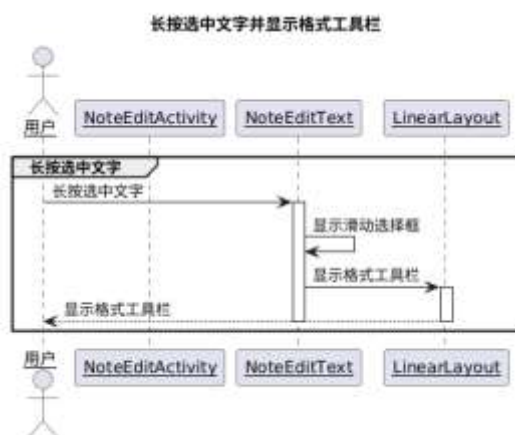 长按选中文字并显示格式工具栏
用户
NoteEditActivity
NoteEditText
LinearLayout
长按选中文字
长按选中文字
显示滑动选择框
显示格式工具栏
显示格式工具栏
用户
NoteEditActivity
NoteEditText
LinearLayout